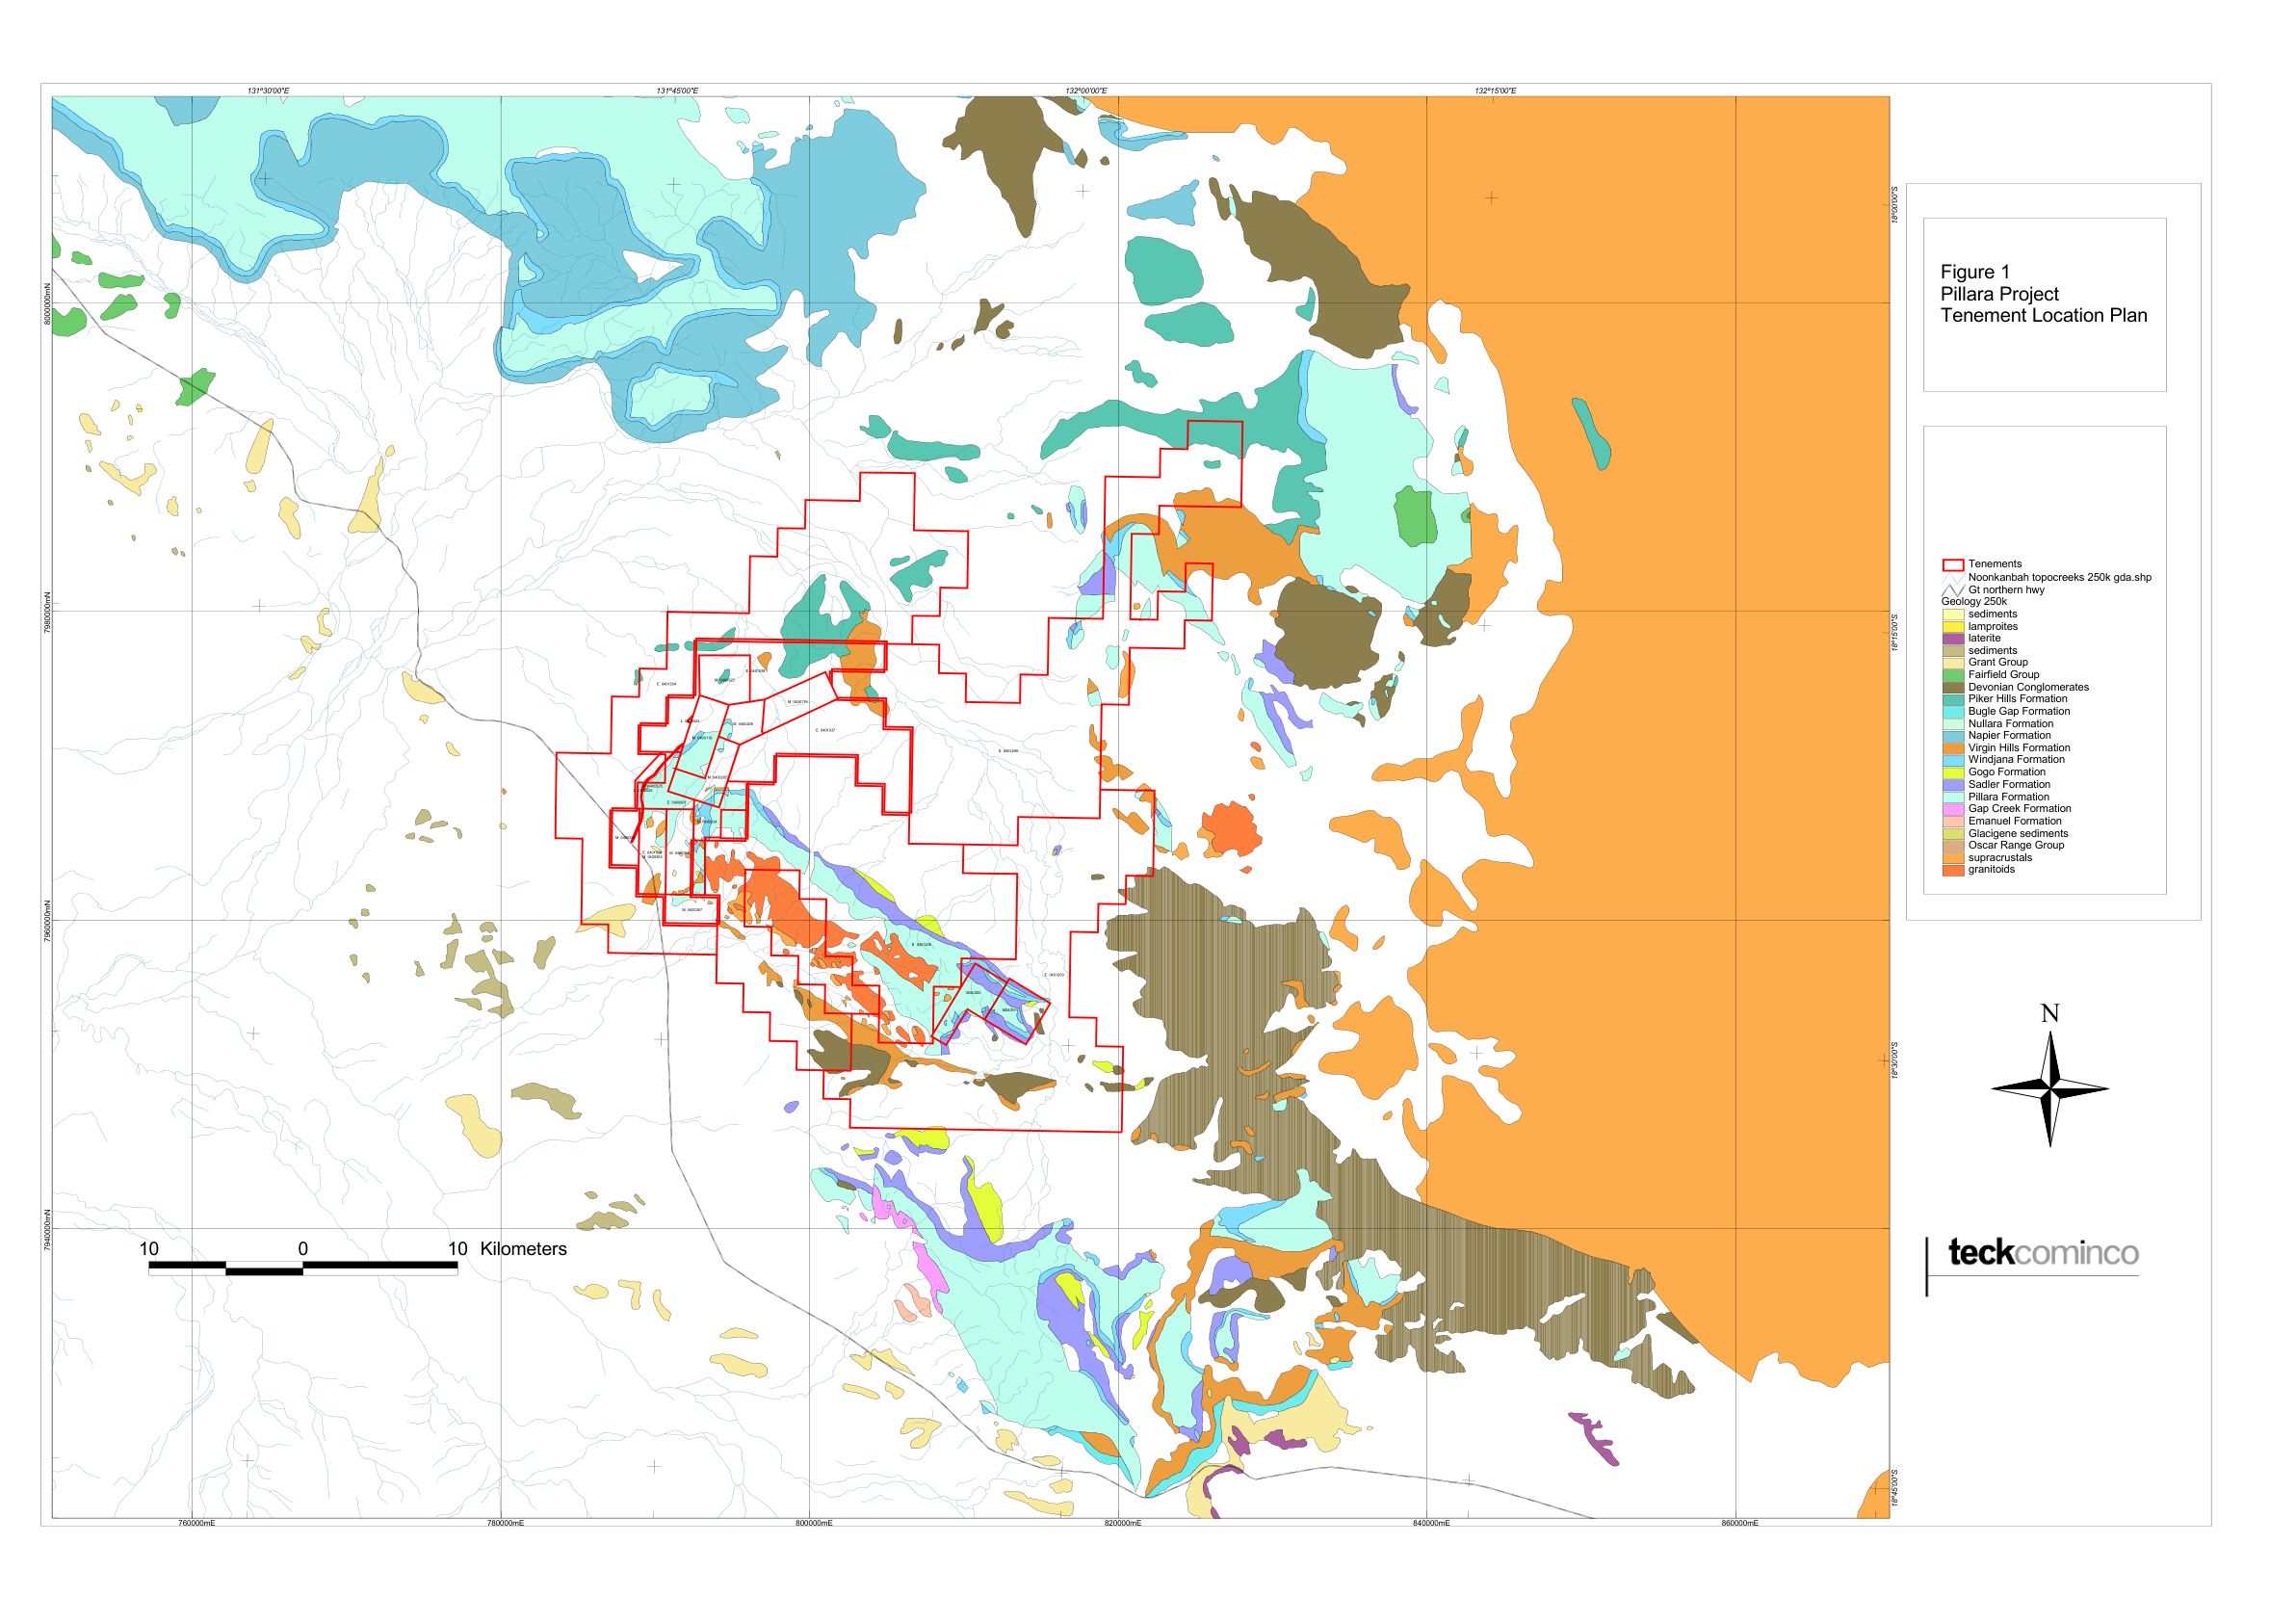 131°30'00"E
131°45'00"E
132°00'00"E
132°15'00"E
18°00'00"S
18°15'00"S
18°30'00"S
18°45'00"S
8000000mN
7980000mN
7960000mN
7940000mN
760000mE
780000mE
800000mE
820000mE
840000mE
860000mE
10 0 10 Kilometers
Figure 1
Pillara Project
Tenement Location Plan
Tenements
Noonkanbah topocreeks 250k gda.shp
Gt northern hwy
Geology 250k
sediments
lamproites
laterite
sediments
Grant Group
Fairfield Group
Devonian Conglomerates
Piker Hills Formation
Bugle Gap Formation
Nullara Formation
Napier Formation
Virgin Hills Formation
Windjana Formation
Gogo Formation
Sadler Formation
Pillara Formation
Gap Creek Formation
Emanuel Formation
Glacigene sediments
Oscar Range Group
supracrustals
granitoids
N
teckcominco